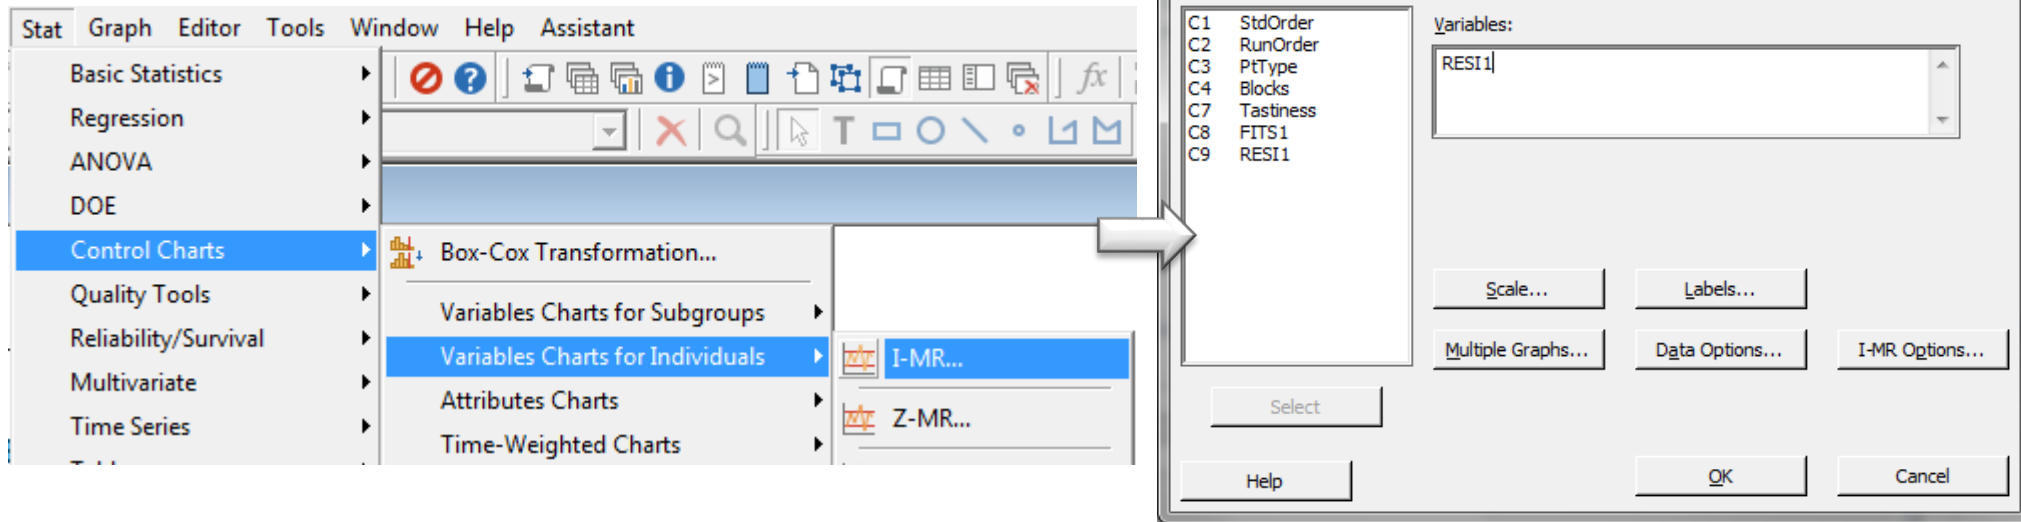 Stat Graph Editor Tools Window Help Assistant
Basic Statistics
Regression
ANOVA
DOE
Control Charts
Quality Tools
Reliability/Survival
Multivariate
Time Series
fx
T
Box-Cox Transformation...
Variables Charts for Subgroups
Variables Charts for Individuals
Attributes Charts
Time-Weighted Charts
I-MR...
Z-MR...
C1 StdOrder
C2 RunOrder
C3 PtType
C4 Blocks
C7 Tastiness
C8 FITS1
C9 RESI1
Variables:
RESI1
Scale... Labels...
Multiple Graphs... Data Options... I-MR Options...
Select
Help OK Cancel